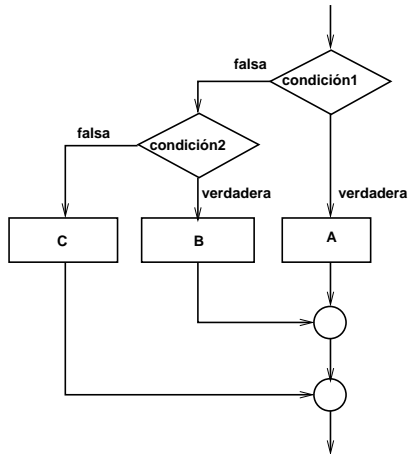 falsa
condición1
falsa
condición2
verdadera
verdadera
C
B
A